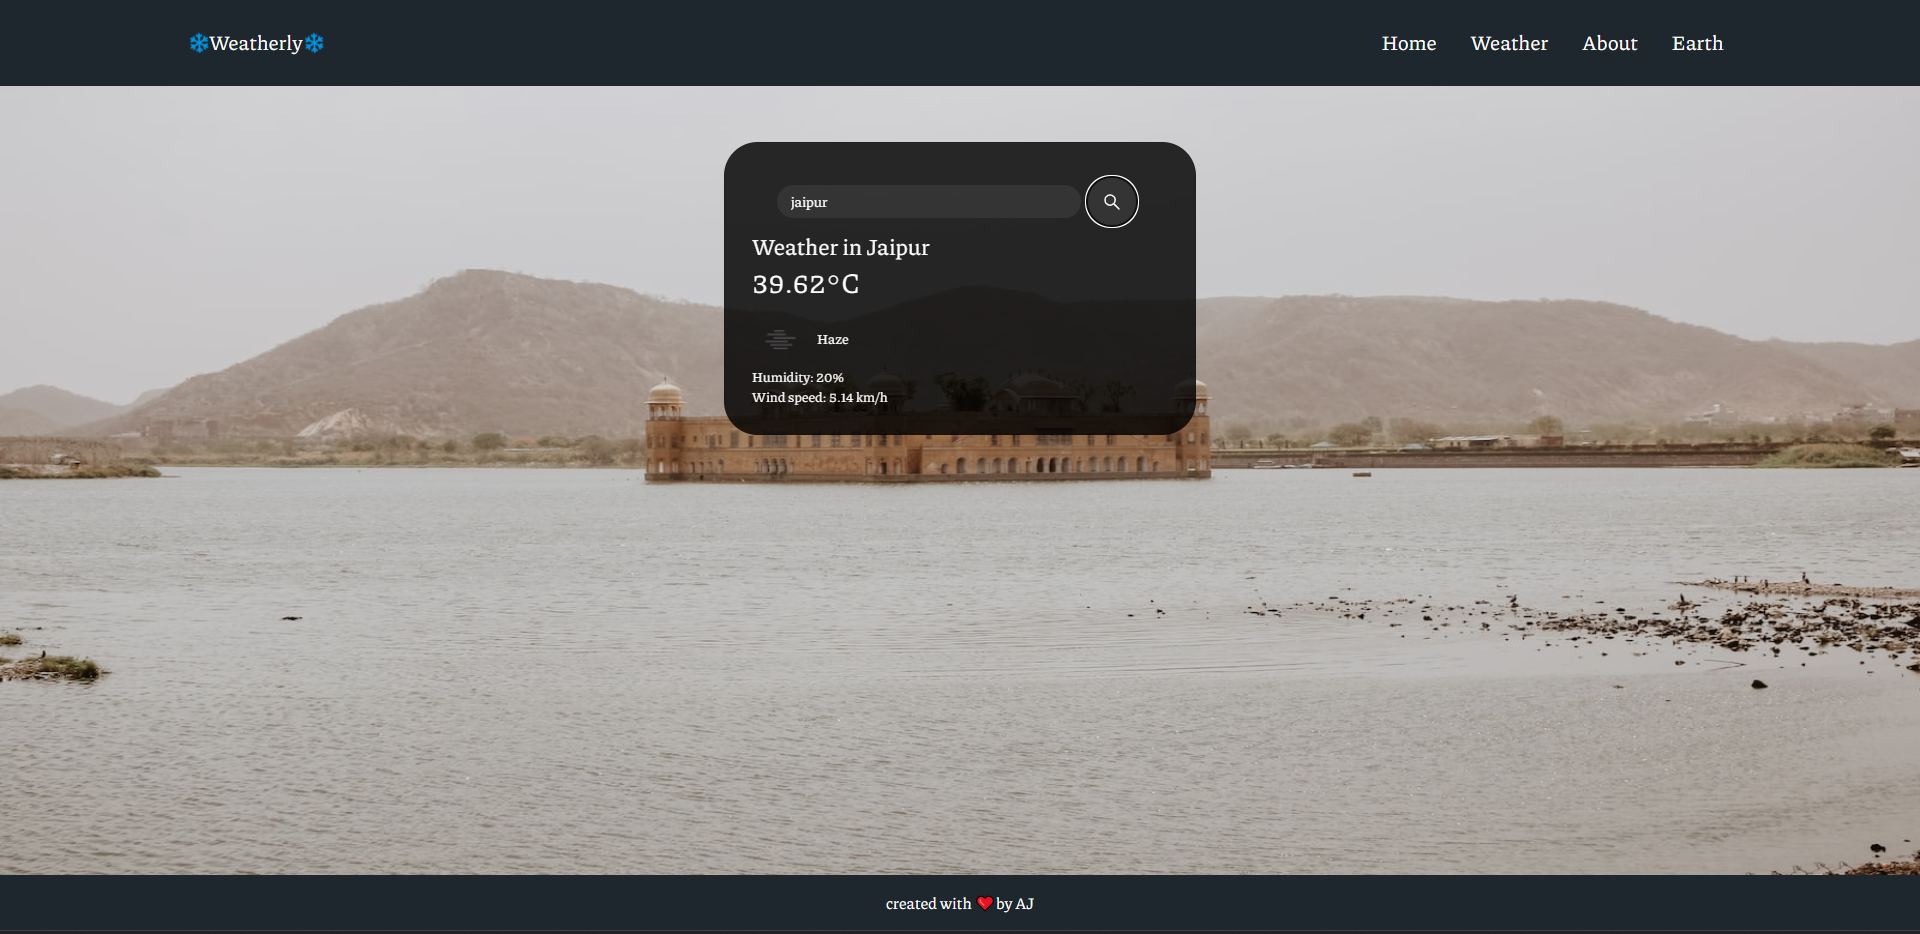 ❄Weatherly❄
Home Weather About Earth
jaipur
Weather in Jaipur
39.62°C
Haze
Humidity: 20%
Wind speed: 5.14 km/h
created with ❤ by AJ